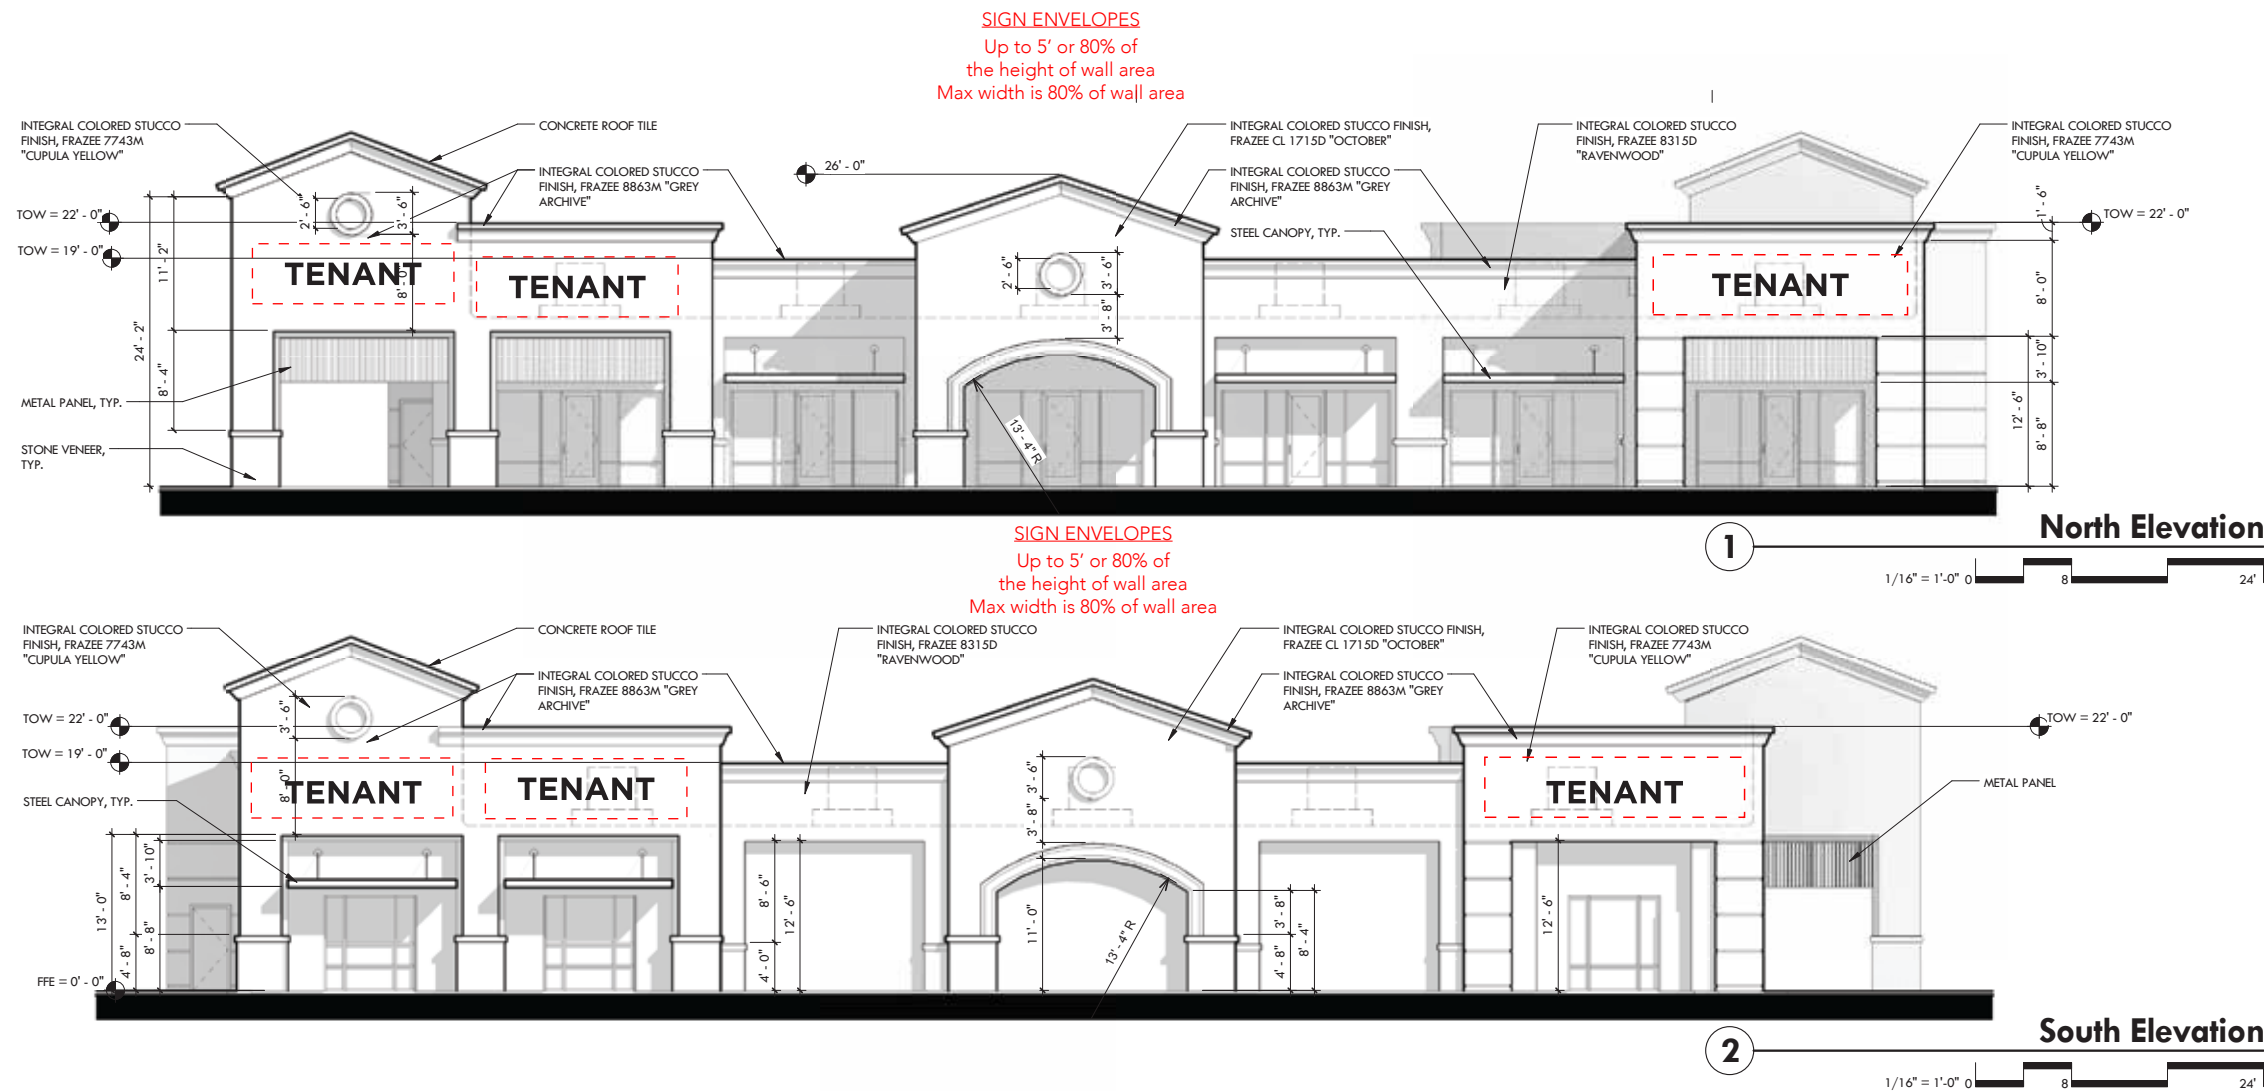 SIGN ENVELOPES
Up to 5' or 80% of
the height of wall area
Max width is 80% of wall area
INTEGRAL COLORED STUCCO
FINISH, FRAZEE 7743M
"CUPULA YELLOW"
CONCRETE ROOF TILE
INTEGRAL COLORED STUCCO
FINISH, FRAZEE 8863M "GREY
ARCHIVE"
26' - 0"
INTEGRAL COLORED STUCCO FINISH,
FRAZEE CL 1715D "OCTOBER"
INTEGRAL COLORED STUCCO
FINISH, FRAZEE 8863M "GREY
ARCHIVE"
STEEL CANOPY, TYP.
INTEGRAL COLORED STUCCO
FINISH, FRAZEE 8315D
"RAVENWOOD"
INTEGRAL COLORED STUCCO
FINISH, FRAZEE 7743M
"CUPULA YELLOW"
TOW = 22' - 0"
TOW = 19' - 0"
TOW = 22' - 0"
1' - 6"
2' - 6"
3' - 6"
11' - 2"
8' - 0"
24' - 2"
8' - 4"
TENANT
TENANT
2' - 6"
3' - 6"
3' - 8"
13' - 4" R
TENANT
8' - 0"
3' - 10"
12' - 6"
8' - 8"
METAL PANEL, TYP.
STONE VENEER,
TYP.
1
North Elevation
1/16" = 1'-0" 0 8 24'
SIGN ENVELOPES
Up to 5' or 80% of
the height of wall area
Max width is 80% of wall area
INTEGRAL COLORED STUCCO
FINISH, FRAZEE 7743M
"CUPULA YELLOW"
CONCRETE ROOF TILE
INTEGRAL COLORED STUCCO
FINISH, FRAZEE 8863M "GREY
ARCHIVE"
INTEGRAL COLORED STUCCO
FINISH, FRAZEE 8315D
"RAVENWOOD"
INTEGRAL COLORED STUCCO FINISH,
FRAZEE CL 1715D "OCTOBER"
INTEGRAL COLORED STUCCO
FINISH, FRAZEE 8863M "GREY
ARCHIVE"
INTEGRAL COLORED STUCCO
FINISH, FRAZEE 7743M
"CUPULA YELLOW"
TOW = 22' - 0"
TOW = 19' - 0"
TOW = 22' - 0"
STEEL CANOPY, TYP.
METAL PANEL
3' - 6"
8' - 0"
TENANT
TENANT
TENANT
13' - 0"
8' - 4"
3' - 10"
4' - 8"
8' - 8"
8' - 6"
12' - 6"
4' - 0"
3' - 6"
3' - 8"
11' - 0"
13' - 4" R
3' - 8"
4' - 8"
8' - 4"
12' - 6"
FFE = 0' - 0"
2
South Elevation
1/16" = 1'-0" 0 8 24'